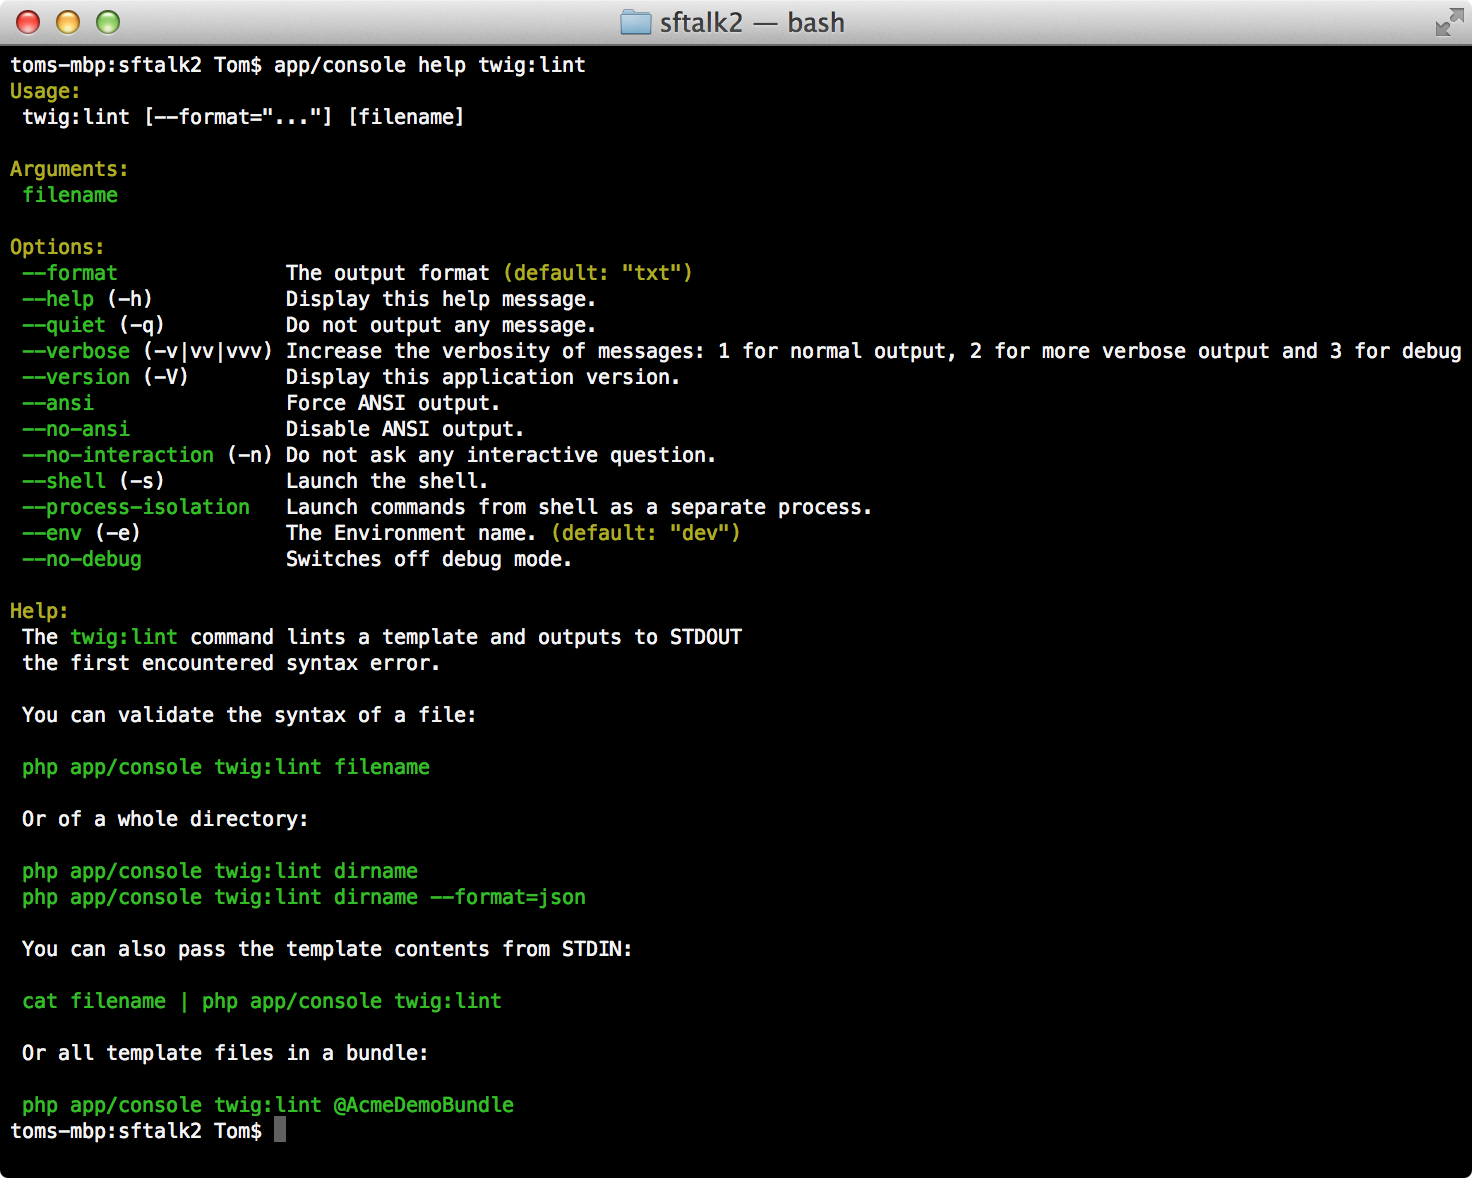 sftalk2 — bash
toms-mbp:sftalk2 Tom$ app/console help twig:lint
Usage:
 twig:lint [--format="..."] [filename]

Arguments:
 filename

Options:
 --format              The output format (default: "txt")
 --help (-h)           Display this help message.
 --quiet (-q)          Do not output any message.
 --verbose (-v|vv|vvv) Increase the verbosity of messages: 1 for normal output, 2 for more verbose output and 3 for debug
 --version (-V)        Display this application version.
 --ansi                Force ANSI output.
 --no-ansi             Disable ANSI output.
 --no-interaction (-n) Do not ask any interactive question.
 --shell (-s)          Launch the shell.
 --process-isolation   Launch commands from shell as a separate process.
 --env (-e)            The Environment name. (default: "dev")
 --no-debug            Switches off debug mode.

Help:
 The twig:lint command lints a template and outputs to STDOUT
 the first encountered syntax error.

 You can validate the syntax of a file:

 php app/console twig:lint filename

 Or of a whole directory:

 php app/console twig:lint dirname
 php app/console twig:lint dirname --format=json

 You can also pass the template contents from STDIN:

 cat filename | php app/console twig:lint

 Or all template files in a bundle:

 php app/console twig:lint @AcmeDemoBundle
toms-mbp:sftalk2 Tom$